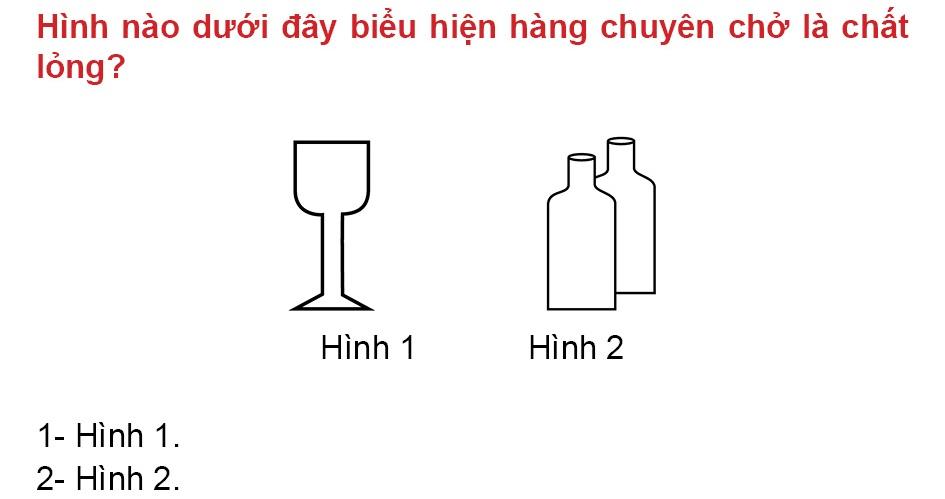 Hình nào dưới đây biểu hiện hàng chuyên chở là chất
lỏng?
Hình 1 Hình 2
1- Hình 1.
2- Hình 2.